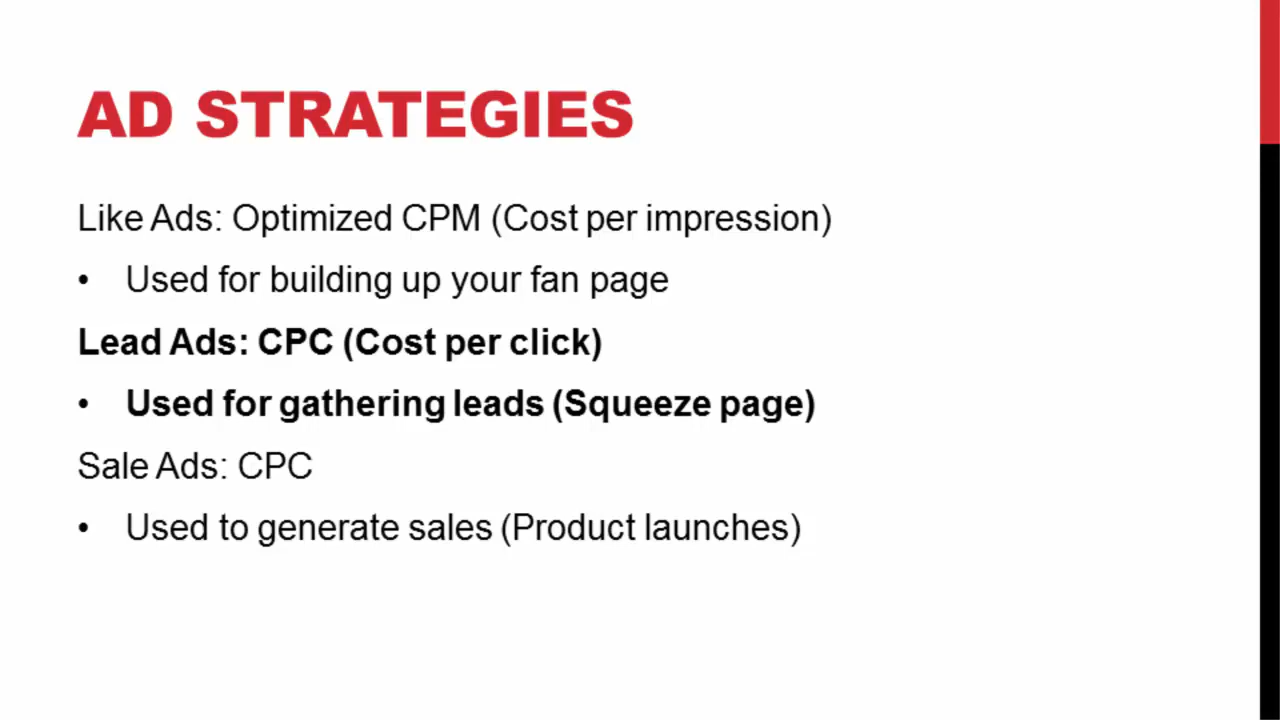 AD STRATEGIES
Like Ads: Optimized CPM (Cost per impression)
• Used for building up your fan page
Lead Ads: CPC (Cost per click)
• Used for gathering leads (Squeeze page)
Sale Ads: CPC
• Used to generate sales (Product launches)